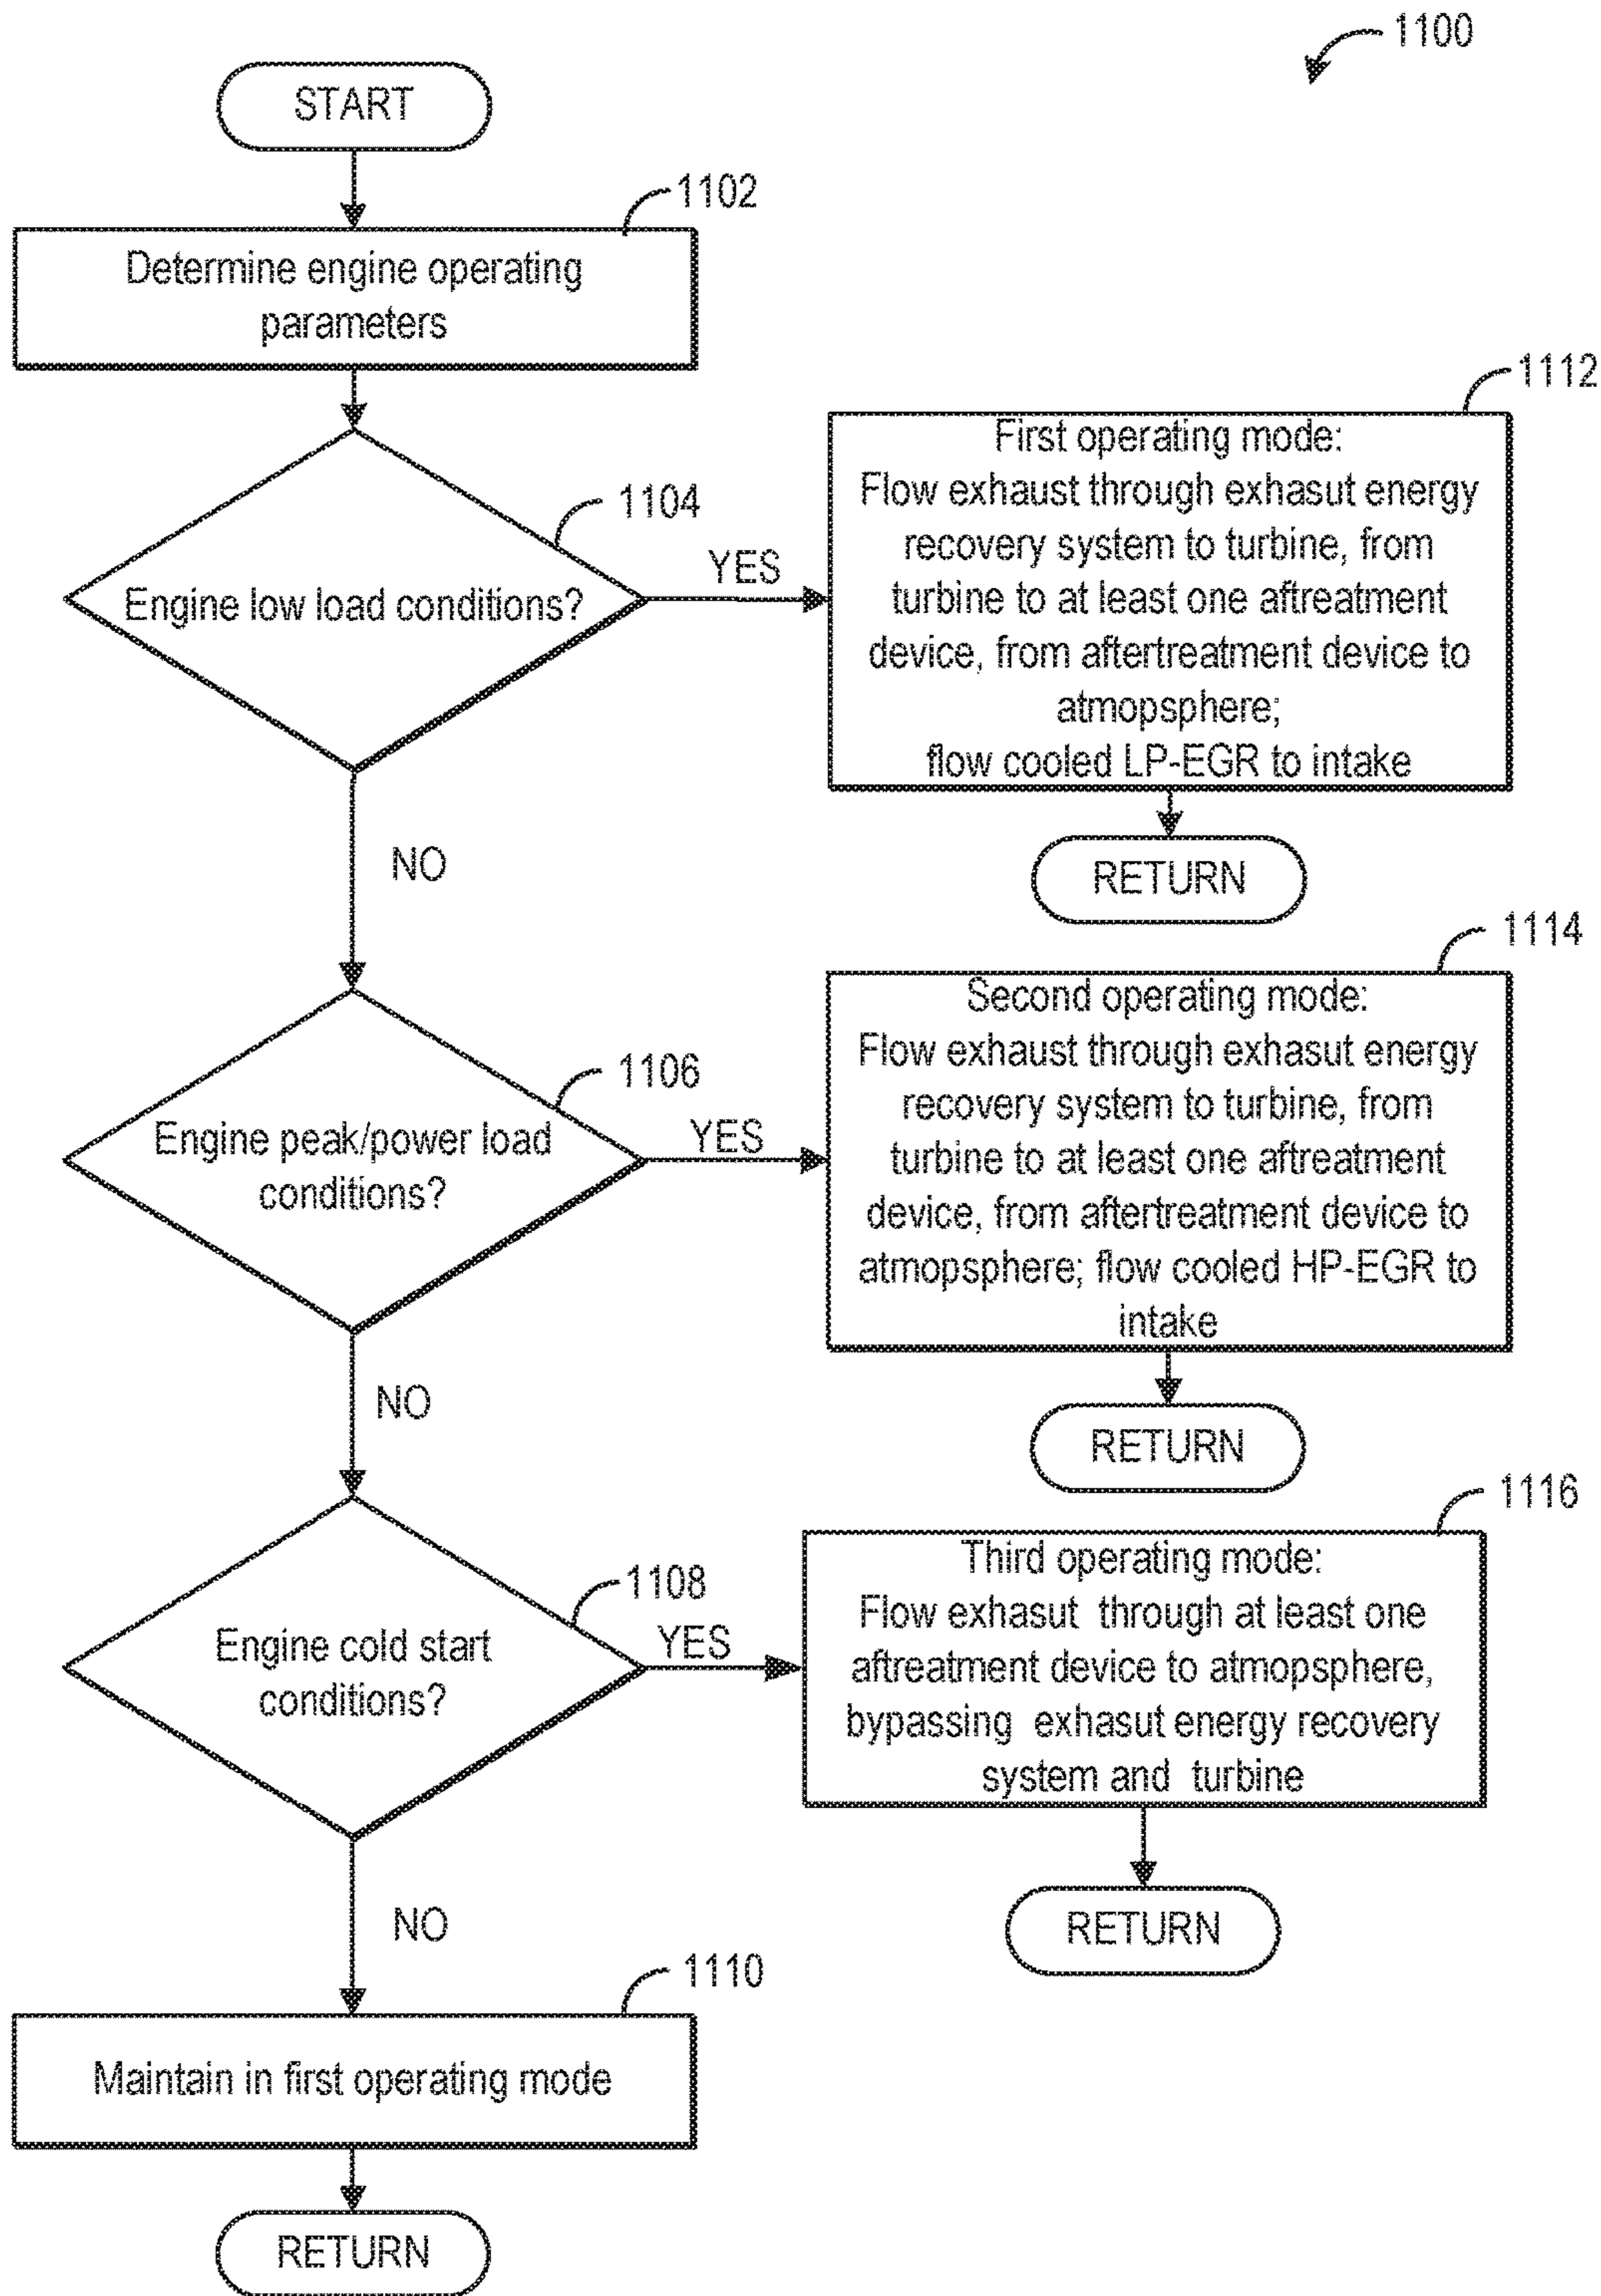 1100
START
1102
Determine engine operating
parameters
1112
First operating mode:
Flow exhaust through exhasut energy
recovery system to turbine, from
turbine to at least one aftreatment
device, from aftertreatment device to
atmopsphere;
flow cooled LP-EGR to intake
1104
Engine low load conditions?
YES
RETURN
NO
1114
Second operating mode:
Flow exhaust through exhasut energy
recovery system to turbine, from
turbine to at least one aftreatment
device, from aftertreatment device to
atmopsphere; flow cooled HP-EGR to
intake
1106
Engine peak/power load
conditions?
YES
RETURN
NO
1116
Third operating mode:
Flow exhasut through at least one
aftreatment device to atmopsphere,
bypassing exhasut energy recovery
system and turbine
1108
Engine cold start
conditions?
YES
RETURN
NO
1110
Maintain in first operating mode
RETURN